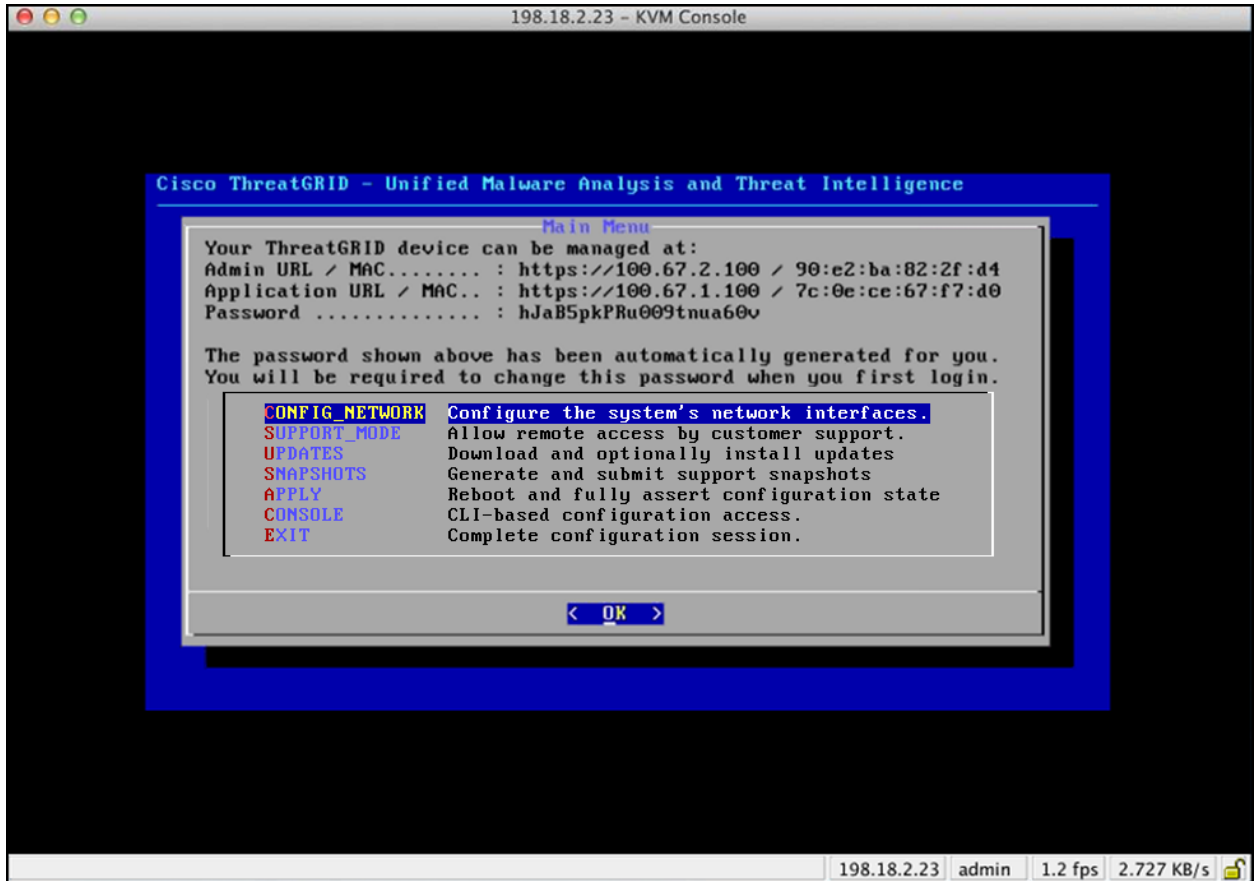 198.18.2.23 – KVM Console
Cisco ThreatGRID - Unified Malware Analysis and Threat Intelligence
Main Menu
Your ThreatGRID device can be managed at:
Admin URL / MAC........ : https://100.67.2.100 / 90:e2:ba:82:2f:d4
Application URL / MAC.. : https://100.67.1.100 / 7c:0e:ce:67:f7:d0
Password .............. : hJaB5pkPRu009tnua60v
The password shown above has been automatically generated for you.
You will be required to change this password when you first login.
CONFIG_NETWORK Configure the system's network interfaces.
SUPPORT_MODE Allow remote access by customer support.
UPDATES Download and optionally install updates
SNAPSHOTS Generate and submit support snapshots
APPLY Reboot and fully assert configuration state
CONSOLE CLI-based configuration access.
EXIT Complete configuration session.
< OK >
198.18.2.23 admin 1.2 fps 2.727 KB/s